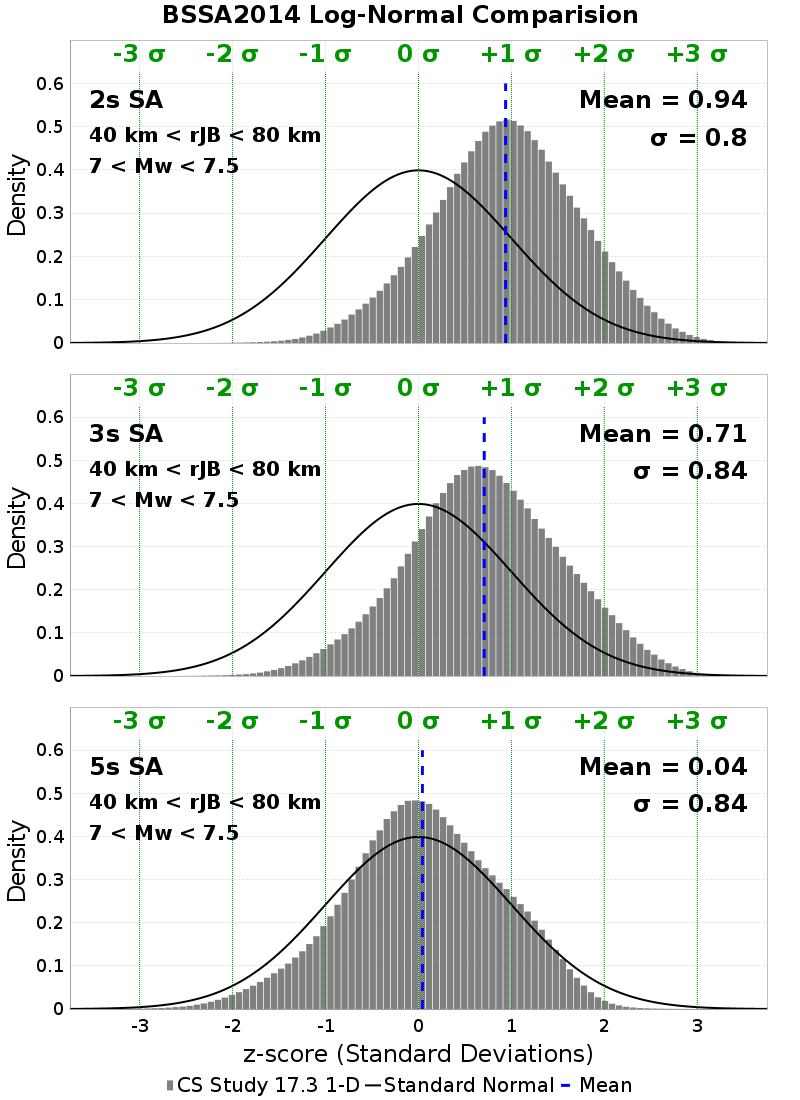 BSSA2014 Log-Normal Comparision
-3 σ -2 σ -1 σ 0 σ +1 σ +2 σ +3 σ
2s SA Mean = 0.94
40 km < rJB < 80 km σ = 0.8
7 < Mw < 7.5
Density
0.6
0.5
0.4
0.3
0.2
0.1
0
-3 σ -2 σ -1 σ 0 σ +1 σ +2 σ +3 σ
3s SA Mean = 0.71
40 km < rJB < 80 km σ = 0.84
7 < Mw < 7.5
Density
0.6
0.5
0.4
0.3
0.2
0.1
0
-3 σ -2 σ -1 σ 0 σ +1 σ +2 σ +3 σ
5s SA Mean = 0.04
40 km < rJB < 80 km σ = 0.84
7 < Mw < 7.5
Density
0.6
0.5
0.4
0.3
0.2
0.1
0
-3 -2 -1 0 1 2 3
z-score (Standard Deviations)
CS Study 17.3 1-D Standard Normal Mean